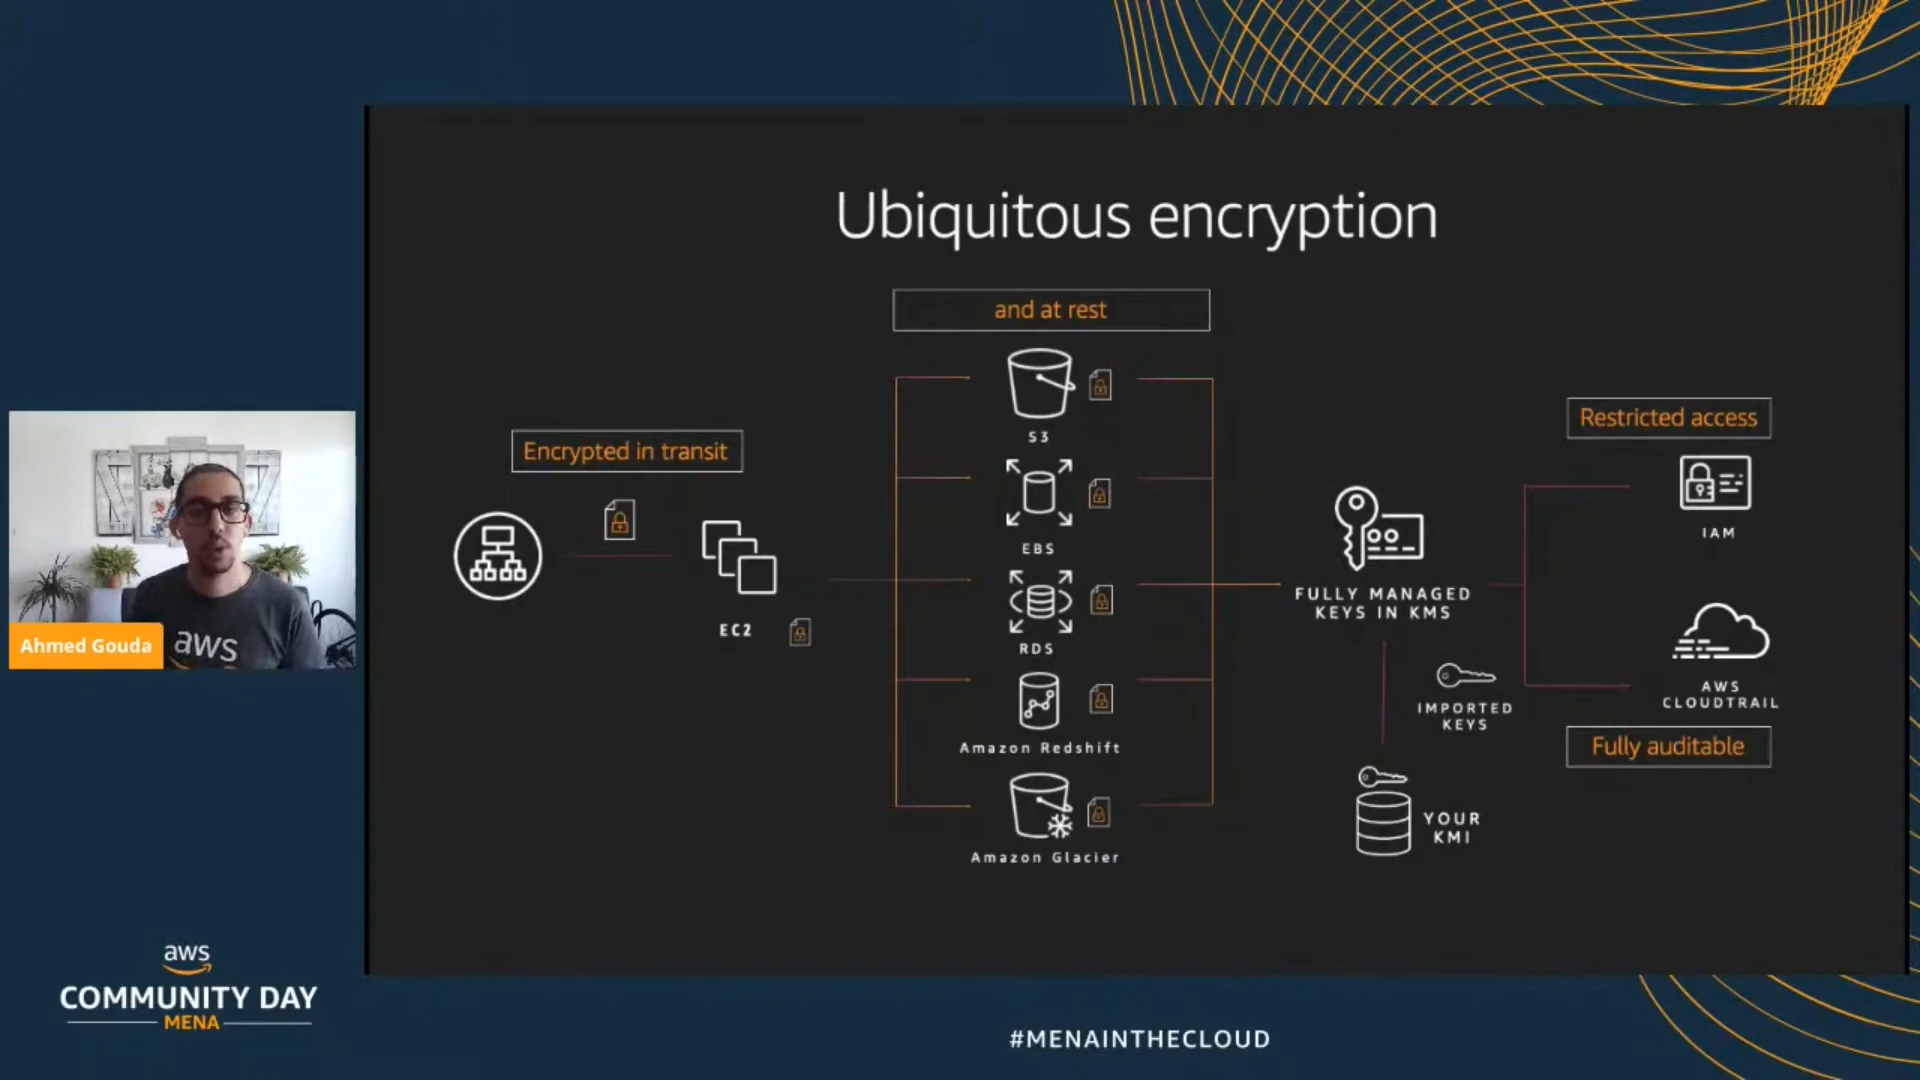 Ubiquitous encryption
and at rest
Encrypted in transit
EC2
S3
EBS
RDS
Amazon Redshift
Amazon Glacier
FULLY MANAGED
KEYS IN KMS
IMPORTED
KEYS
YOUR
KMI
Restricted access
IAM
AWS
CLOUDTRAIL
Fully auditable
aws
Ahmed Gouda
aws
COMMUNITY DAY
MENA
#MENAINTHECLOUD